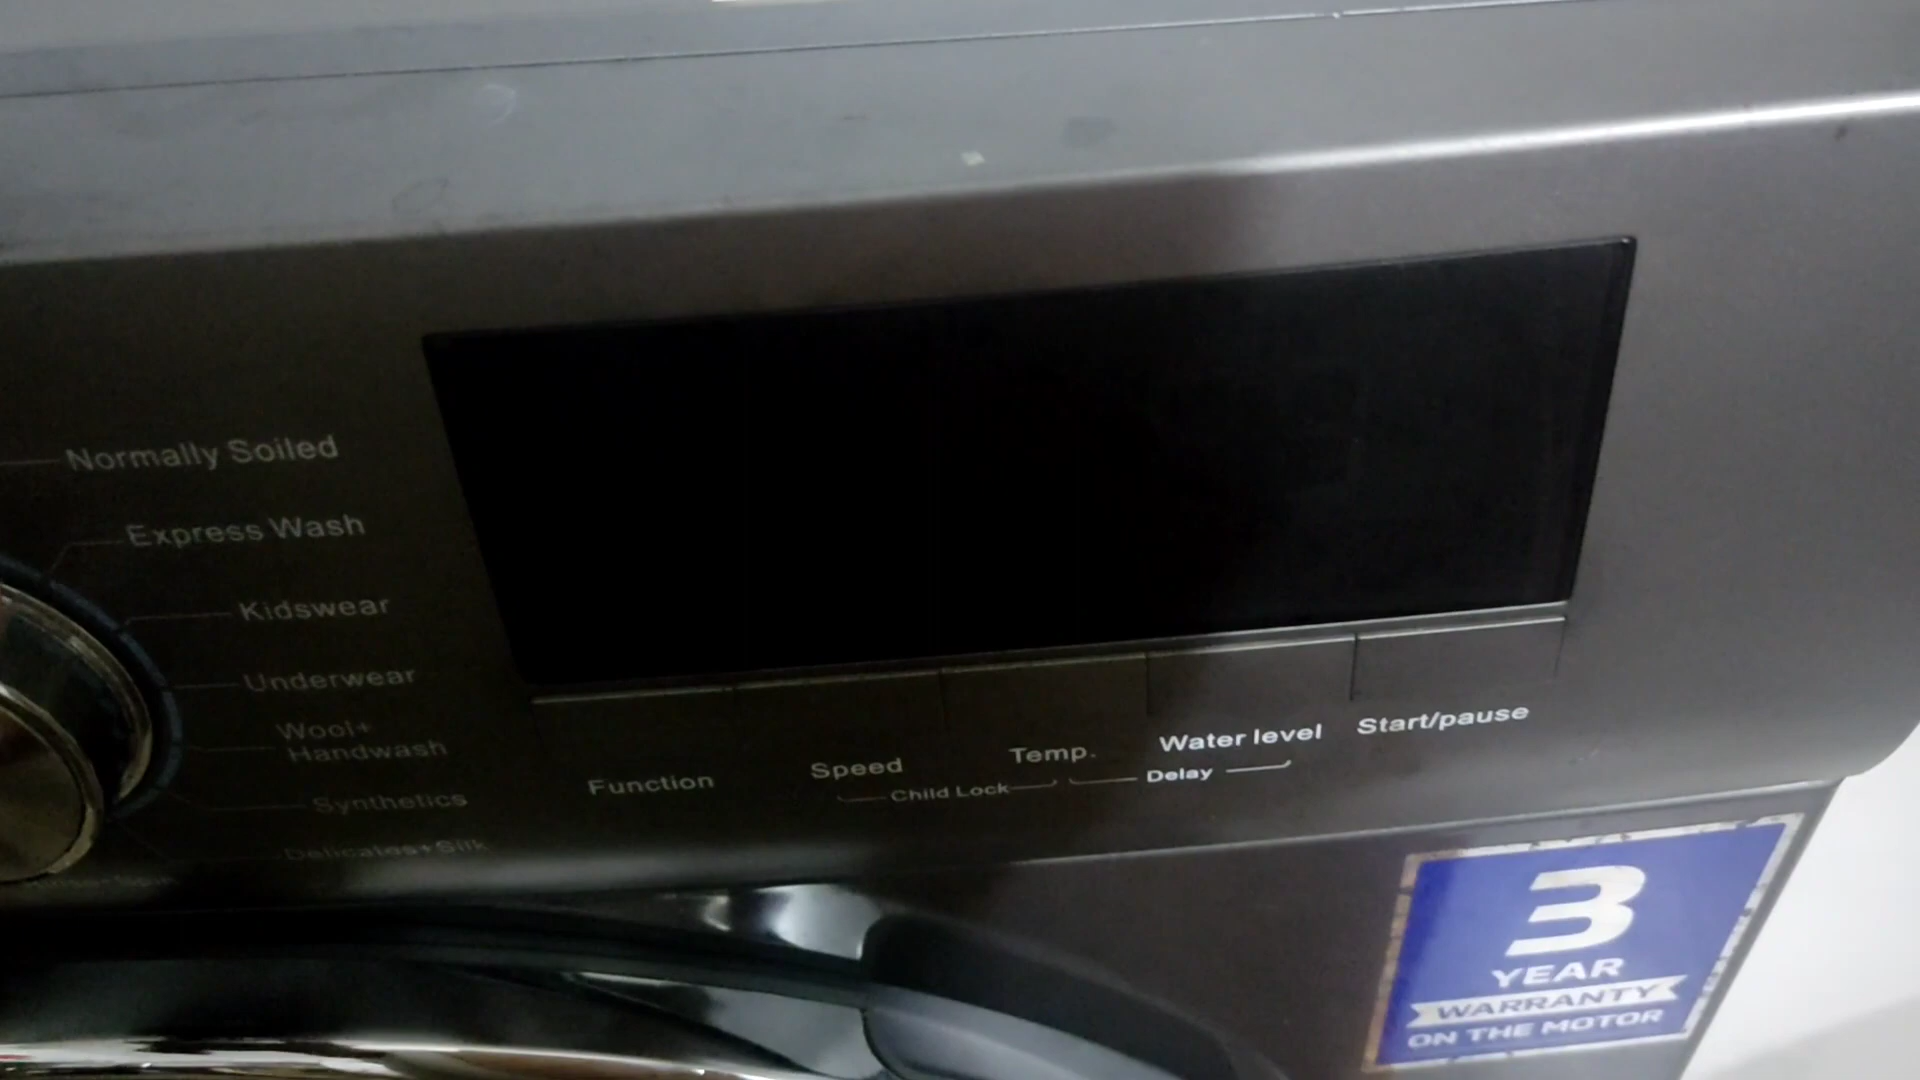 Normally Soiled
Express Wash
Kidswear
Underwear
Wool+
Handwash
Synthetics
Delicates+Silk
Function
Speed
Temp.
Water level
Start/pause
Child Lock
Delay
3
YEAR
WARRANTY
ON THE MOTOR